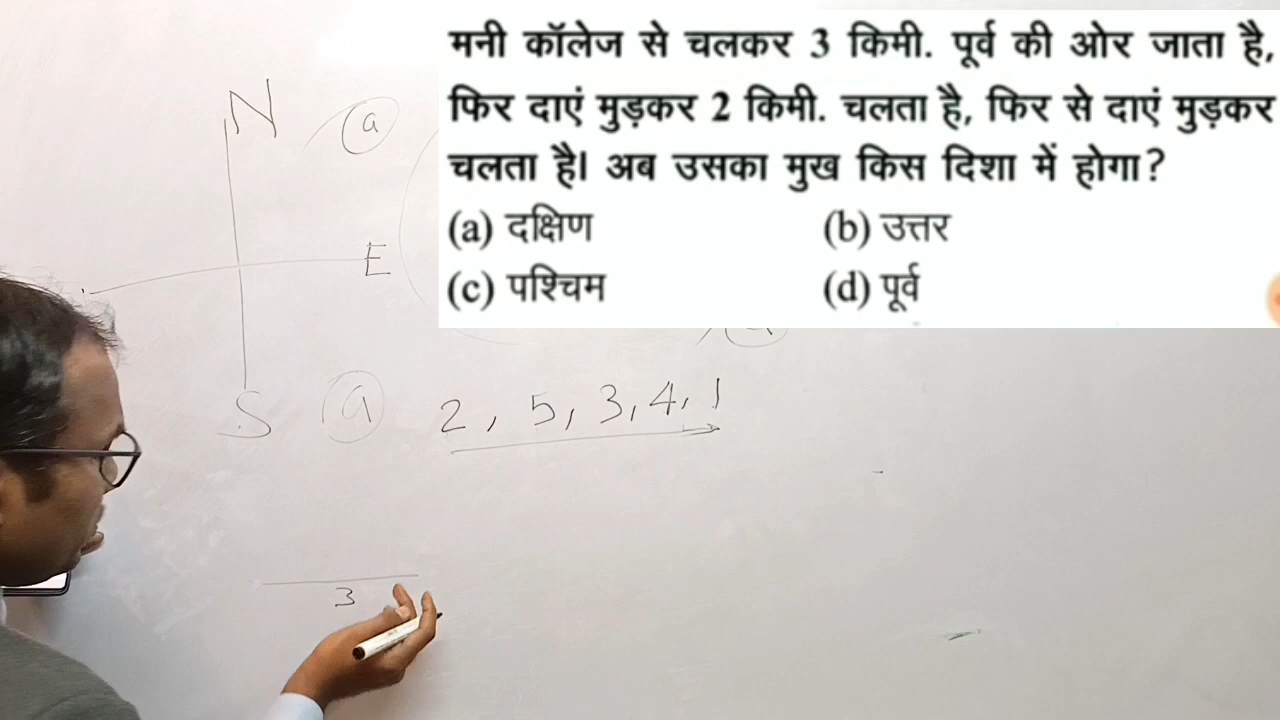 मनी कॉलेज से चलकर 3 किमी. पूर्व की ओर जाता है,
फिर दाएं मुड़कर 2 किमी. चलता है, फिर से दाएं मुड़कर
चलता है। अब उसका मुख किस दिशा में होगा?
(a) दक्षिण (b) उत्तर
(c) पश्चिम (d) पूर्व
N a
E
S a 2, 5, 3, 4, 1
3